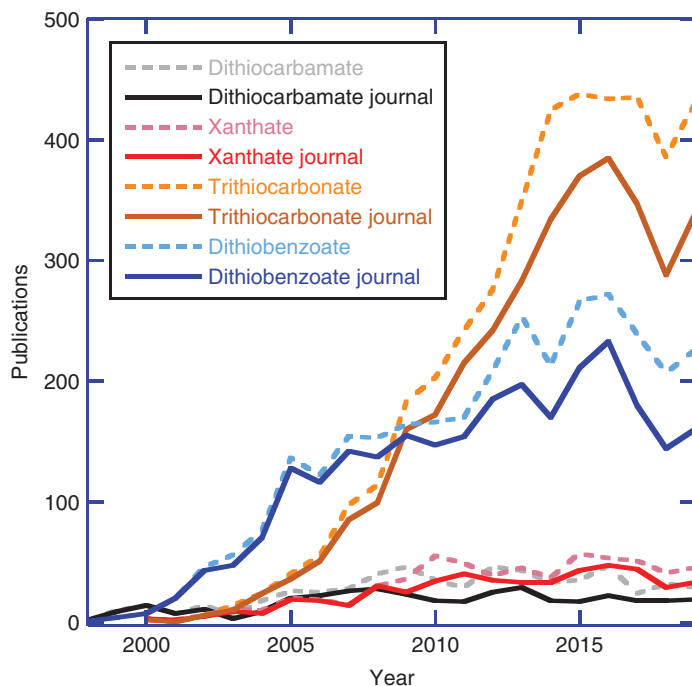 500
400
300
200
100
0
Publications
Dithiocarbamate
Dithiocarbamate journal
Xanthate
Xanthate journal
Trithiocarbonate
Trithiocarbonate journal
Dithiobenzoate
Dithiobenzoate journal
2000 2005 2010 2015
Year